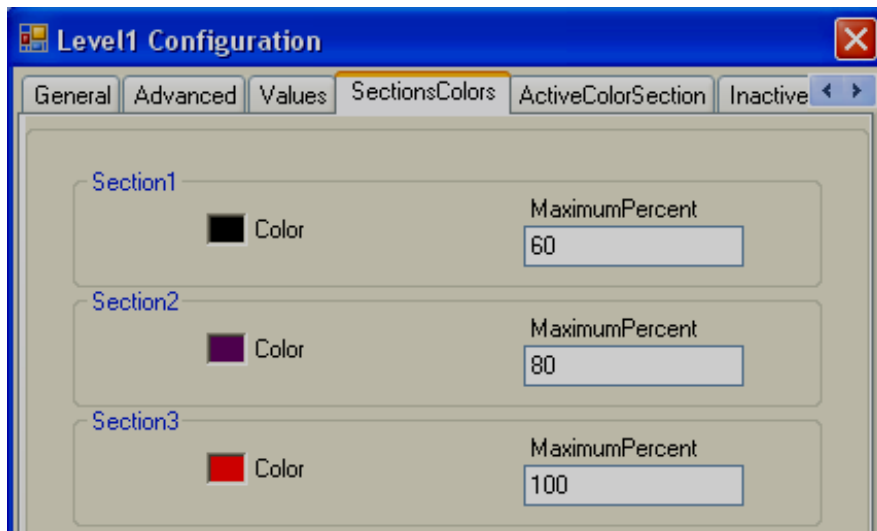 Level1 Configuration
General Advanced Values SectionsColors ActiveColorSection Inactive
Section1
MaximumPercent
Color
60
Section2
MaximumPercent
Color
80
Section3
MaximumPercent
Color
100